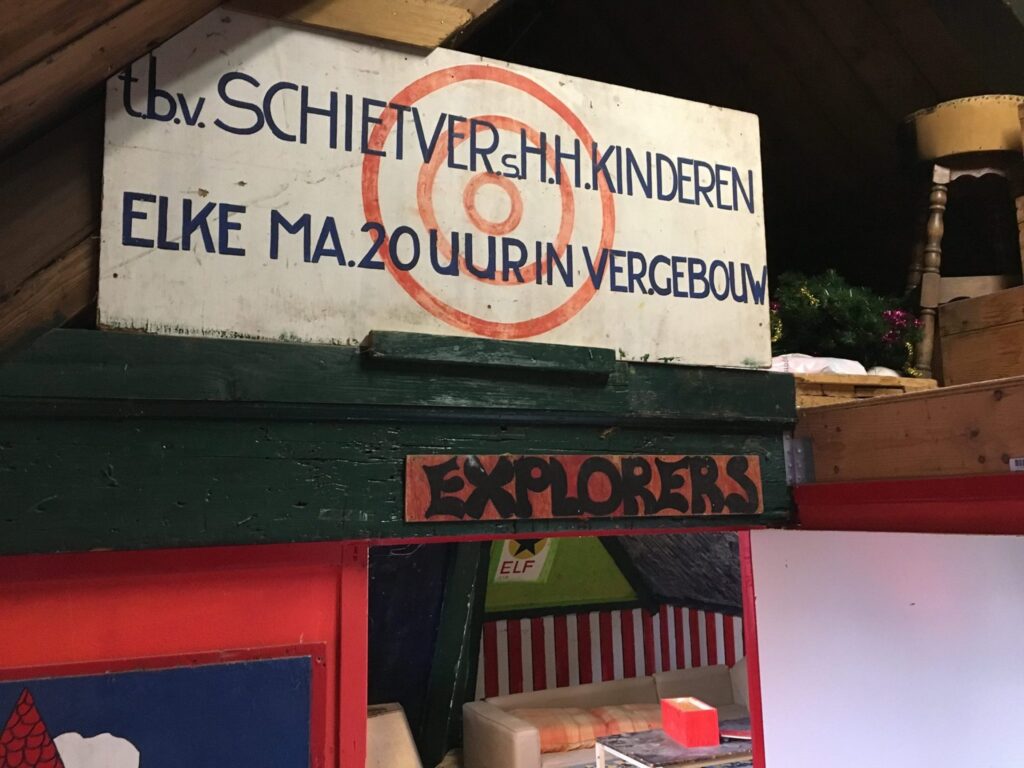 t.b.v. SCHIETVER.s H.H. KINDEREN
ELKE MA. 20 UUR IN VER.GEBOUW
EXPLORERS
ELF